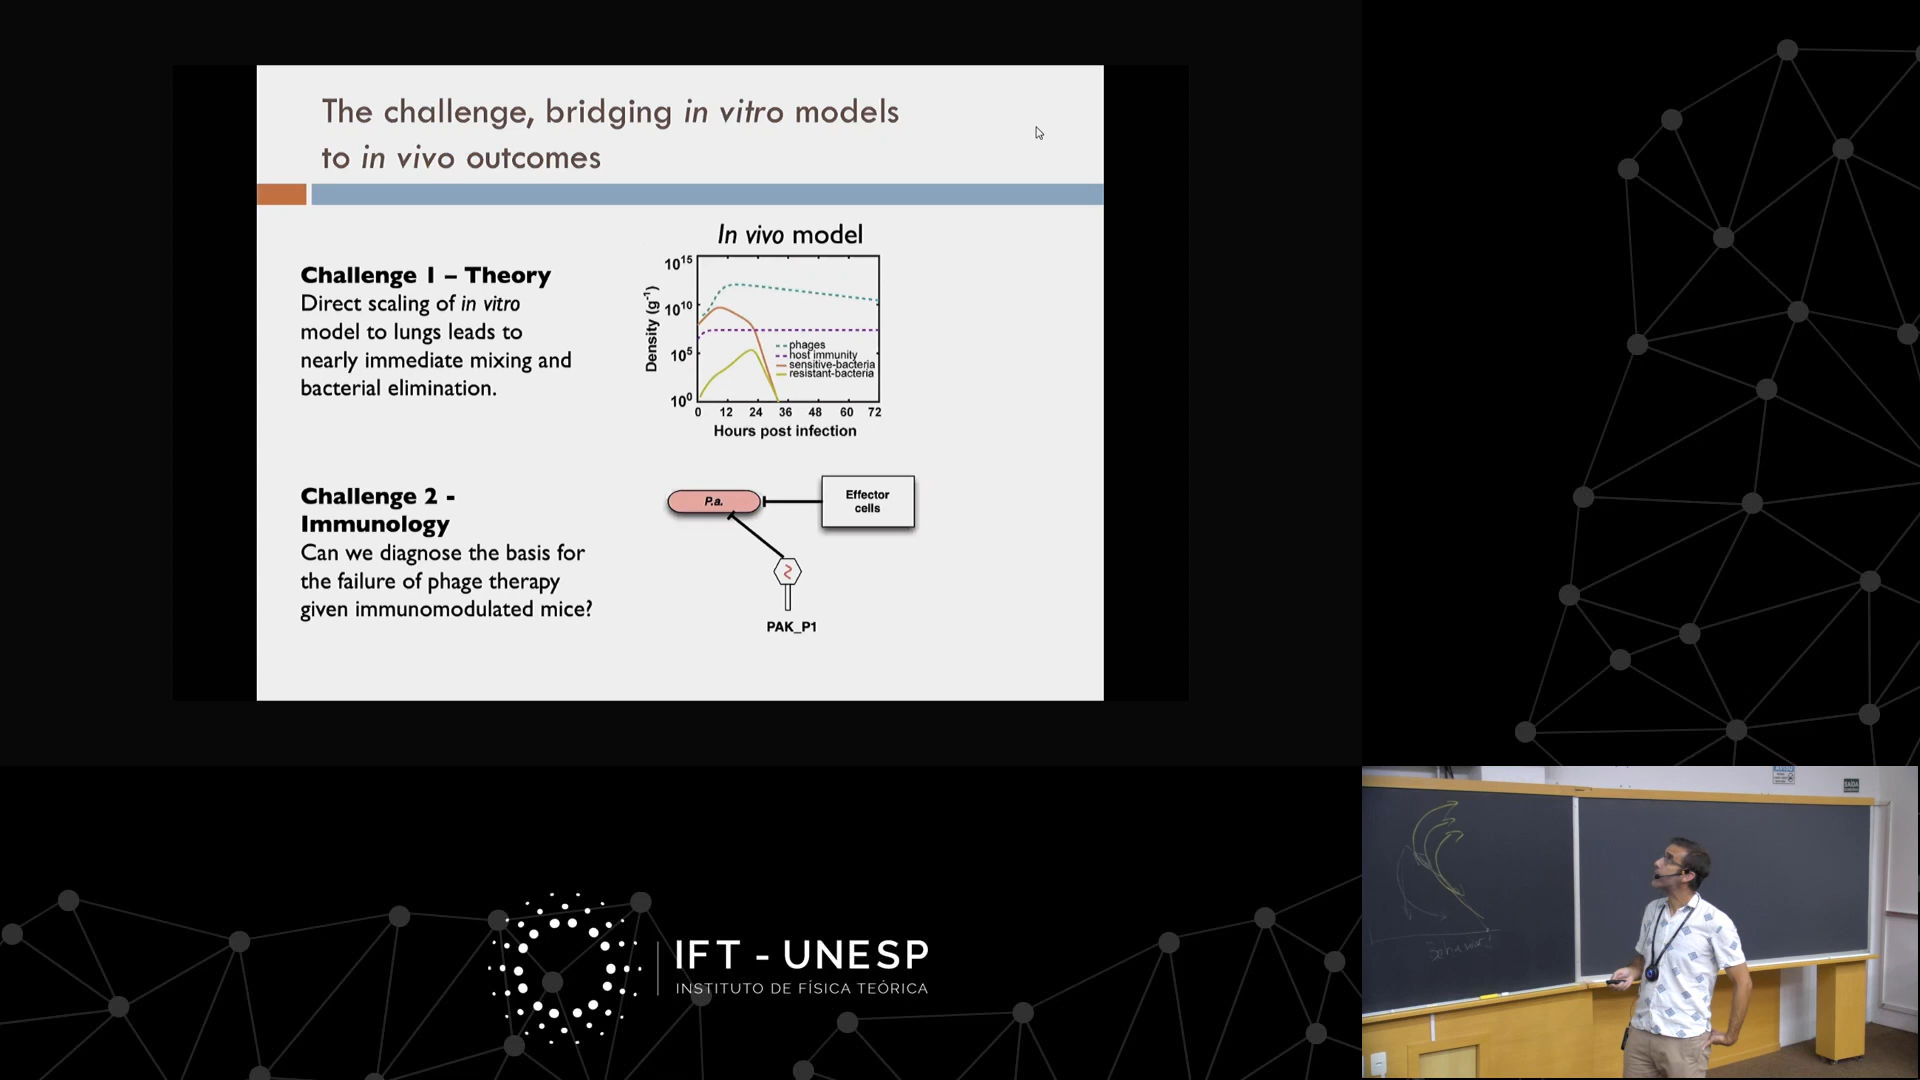 The challenge, bridging in vitro models
to in vivo outcomes
Challenge 1 – Theory
Direct scaling of in vitro
model to lungs leads to
nearly immediate mixing and
bacterial elimination.
In vivo model
10^15
10^10
10^5
10^0
Density (g^-1)
phages
host immunity
sensitive-bacteria
resistant-bacteria
0 12 24 36 48 60 72
Hours post infection
Challenge 2 -
Immunology
Can we diagnose the basis for
the failure of phage therapy
given immunomodulated mice?
P.a.
Effector
cells
PAK_P1
IFT - UNESP
INSTITUTO DE FÍSICA TEÓRICA